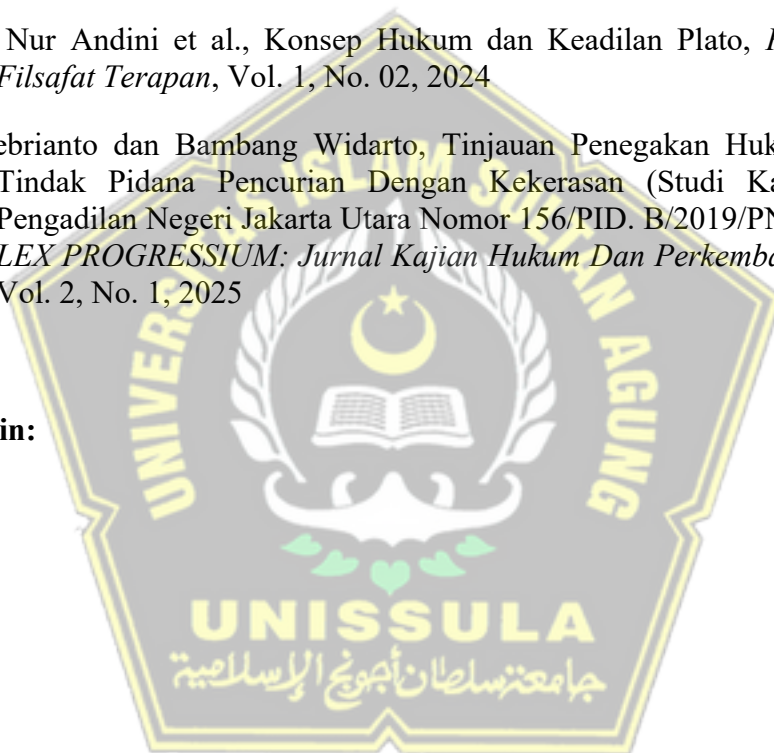 Nur Andini et al., Konsep Hukum dan Keadilan Plato,
Filsafat Terapan, Vol. 1, No. 02, 2024
ebrianto dan Bambang Widarto, Tinjauan Penegakan Huk
Tindak Pidana Pencurian Dengan Kekerasan (Studi Ka
Pengadilan Negeri Jakarta Utara Nomor 156/PID. B/2019/PN
LEX PROGRESSIUM: Jurnal Kajian Hukum Dan Perkemba
Vol. 2, No. 1, 2025
in:
UNIVERSITAS ISLAM SULTAN AGUNG
UNISSULA
جامعة سلطان أجونج الإسلامية